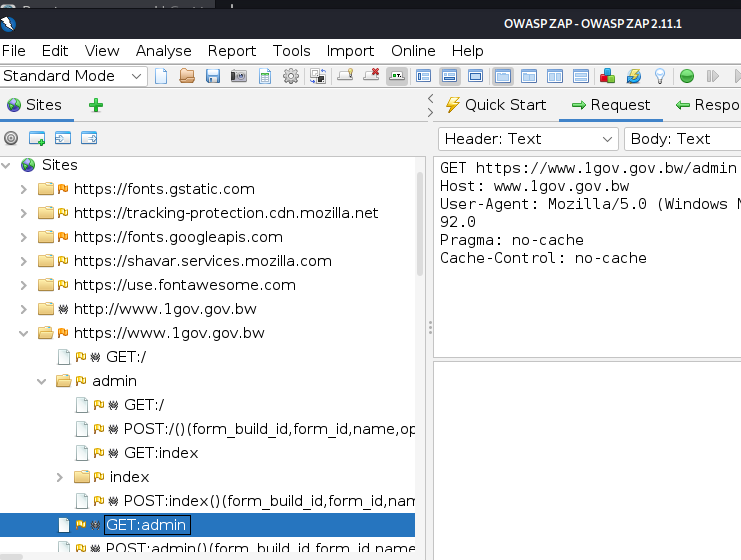 OWASP ZAP - OWASP ZAP 2.11.1
File Edit View Analyse Report Tools Import Online Help
Standard Mode
Sites
Quick Start Request Respo
Header: Text Body: Text
Sites
https://fonts.gstatic.com
https://tracking-protection.cdn.mozilla.net
https://fonts.googleapis.com
https://shavar.services.mozilla.com
https://use.fontawesome.com
http://www.1gov.gov.bw
https://www.1gov.gov.bw
GET:/
admin
GET:/
POST:/()(form_build_id,form_id,name,op
GET:index
index
POST:index()(form_build_id,form_id,nam
GET:admin
POST:admin()(form_build_id,form_id,name
GET https://www.1gov.gov.bw/admin
Host: www.1gov.gov.bw
User-Agent: Mozilla/5.0 (Windows N
92.0
Pragma: no-cache
Cache-Control: no-cache